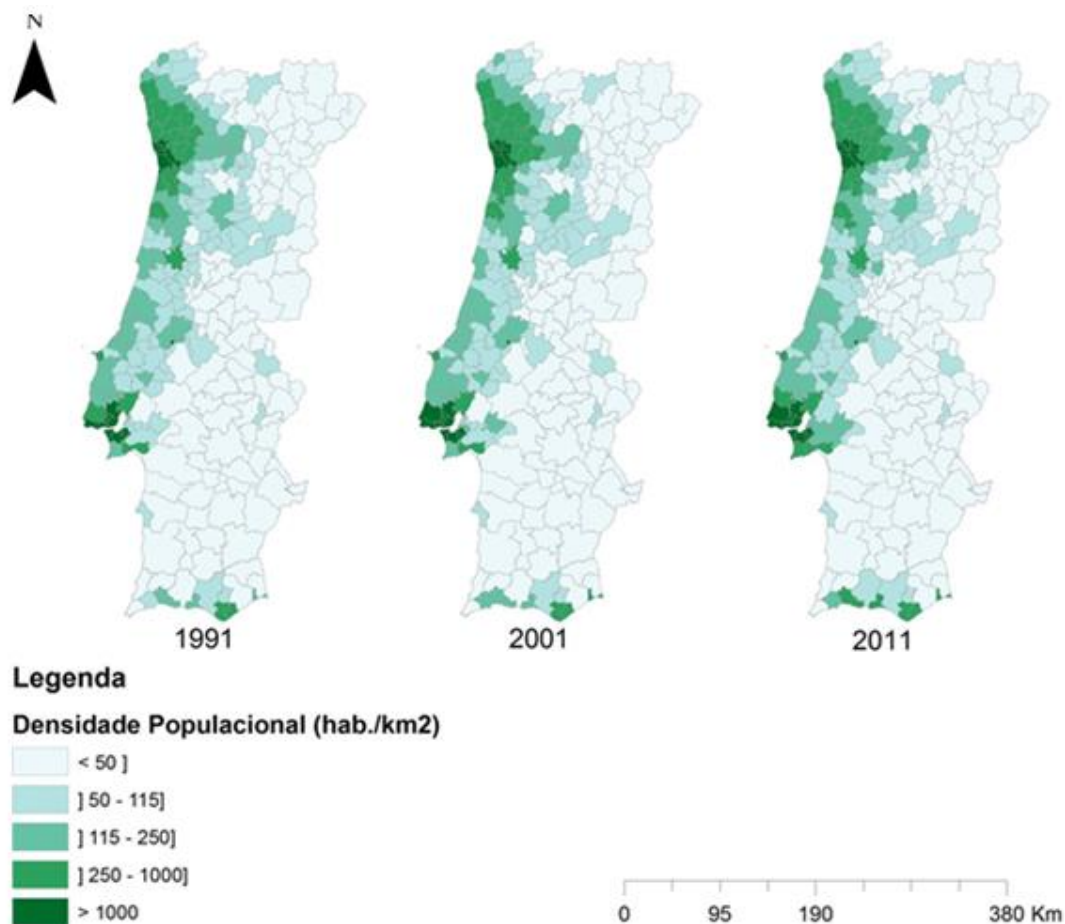 N
1991
2001
2011
Legenda
Densidade Populacional (hab./km2)
< 50 ]
] 50 - 115]
] 115 - 250]
] 250 - 1000]
> 1000
0 95 190 380 Km